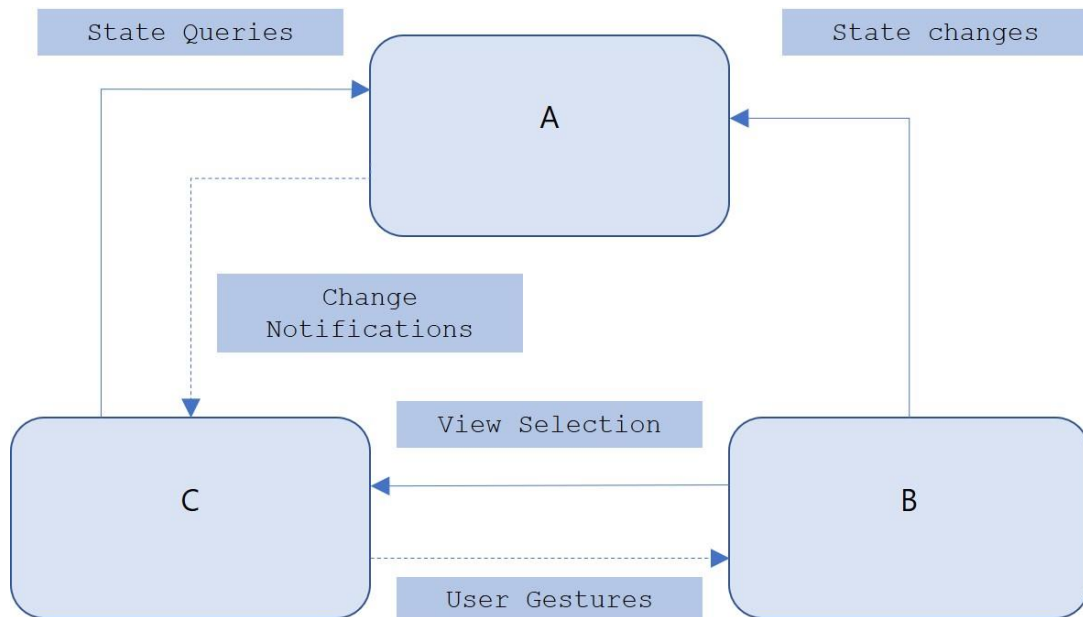 State Queries
State changes
A
Change
Notifications
View Selection
C
B
User Gestures